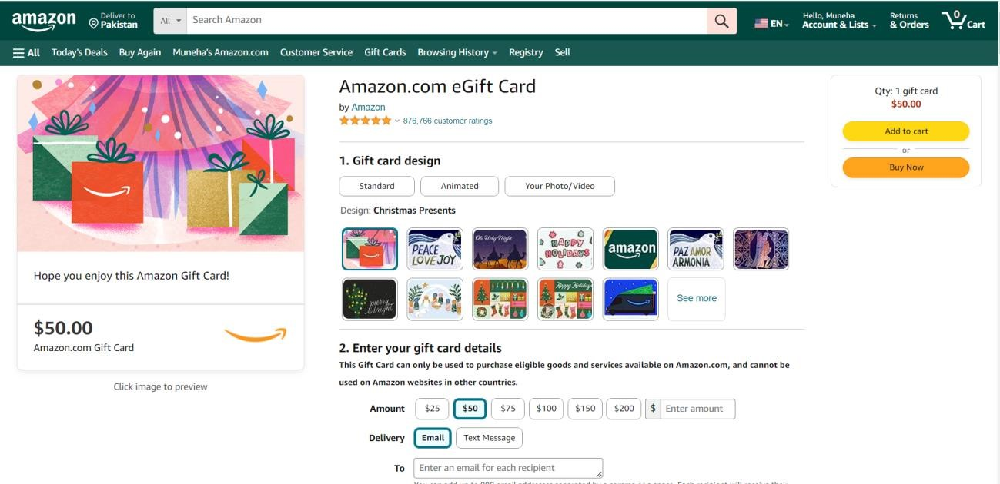 amazon
Deliver to
Pakistan
All
Search Amazon
EN
Hello, Muneha
Account & Lists
Returns
& Orders
0
Cart
All
Today's Deals
Buy Again
Muneha's Amazon.com
Customer Service
Gift Cards
Browsing History
Registry
Sell
Hope you enjoy this Amazon Gift Card!
$50.00
Amazon.com Gift Card
Click image to preview
Amazon.com eGift Card
by Amazon
876,766 customer ratings
1. Gift card design
Standard
Animated
Your Photo/Video
Design: Christmas Presents
PEACE
LOVE JOY
Oh Holy Night
HAPPY
HOLIDAYS
amazon
PAZ AMOR
ARMONIA
merry
& bright
Happy Holidays
See more
2. Enter your gift card details
This Gift Card can only be used to purchase eligible goods and services available on Amazon.com, and cannot be
used on Amazon websites in other countries.
Amount
$25
$50
$75
$100
$150
$200
$
Enter amount
Delivery
Email
Text Message
To
Enter an email for each recipient
Qty: 1 gift card
$50.00
Add to cart
or
Buy Now